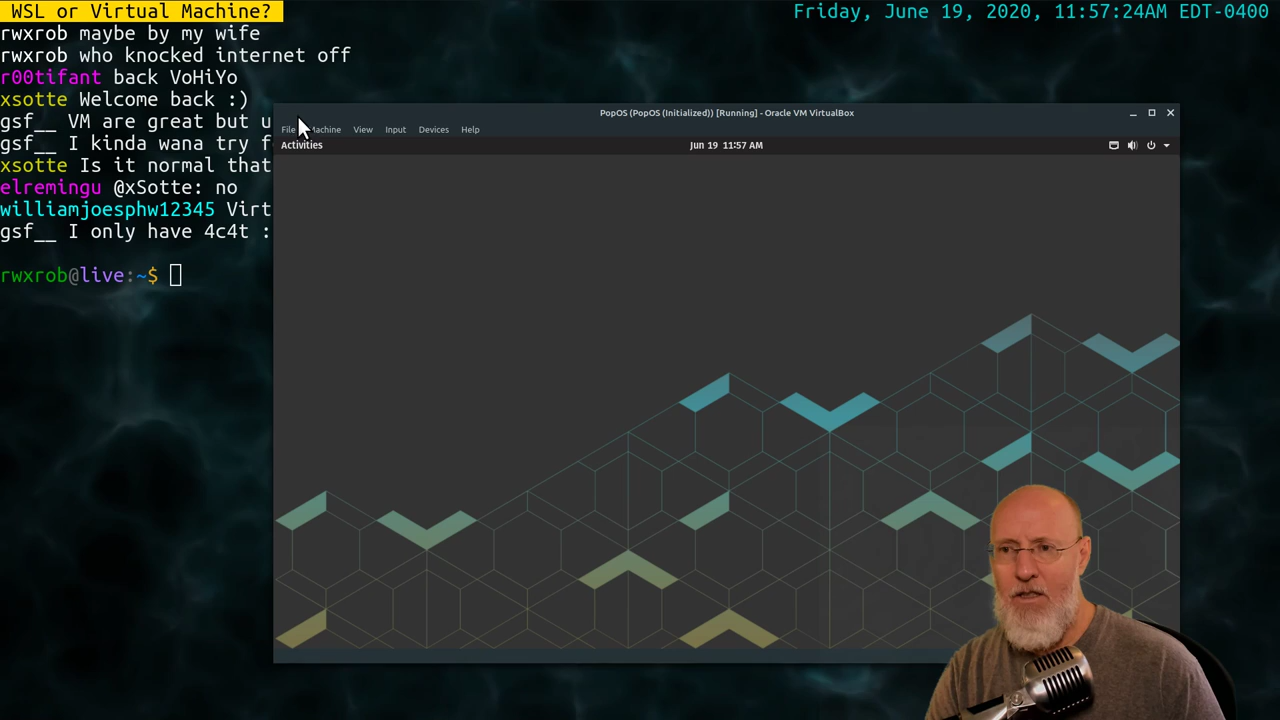 WSL or Virtual Machine?
Friday, June 19, 2020, 11:57:24AM EDT-0400
rwxrob maybe by my wife
rwxrob who knocked internet off
r00tifant back VoHiYo
xsotte Welcome back :)
gsf__ VM are great but u
gsf__ I kinda wana try f
xsotte Is it normal that
elremingu @xSotte: no
williamjoesphw12345 Virt
gsf__ I only have 4c4t :
rwxrob@live:~$
PopOS (PopOS (Initialized)) [Running] - Oracle VM VirtualBox
File Machine View Input Devices Help
Activities
Jun 19 11:57 AM